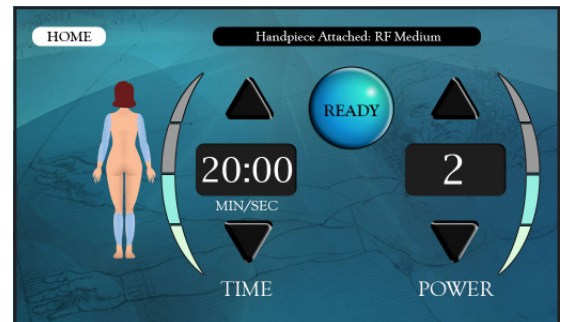 HOME
Handpiece Attached: RF Medium
READY
20:00
MIN/SEC
TIME
2
POWER